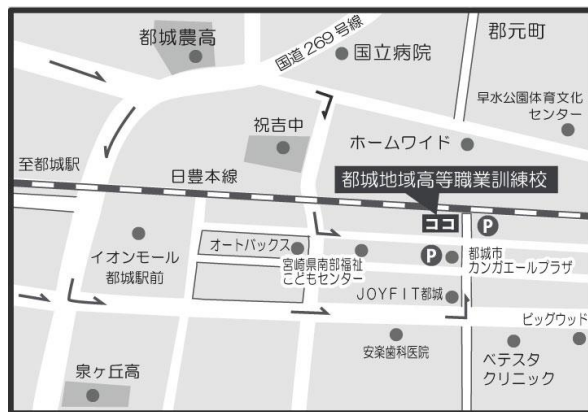 都城農高
国道269号線
国立病院
郡元町
早水公園体育文化
センター
祝吉中
ホームワイド
至都城駅
日豊本線
都城地域高等職業訓練校
ココ
P
イオンモール
都城駅前
オートバックス
宮崎県南部福祉
こどもセンター
P
都城市
カンガエールプラザ
JOYFIT都城
ビッグウッド
安楽歯科医院
べテスタ
クリニック
泉ヶ丘高